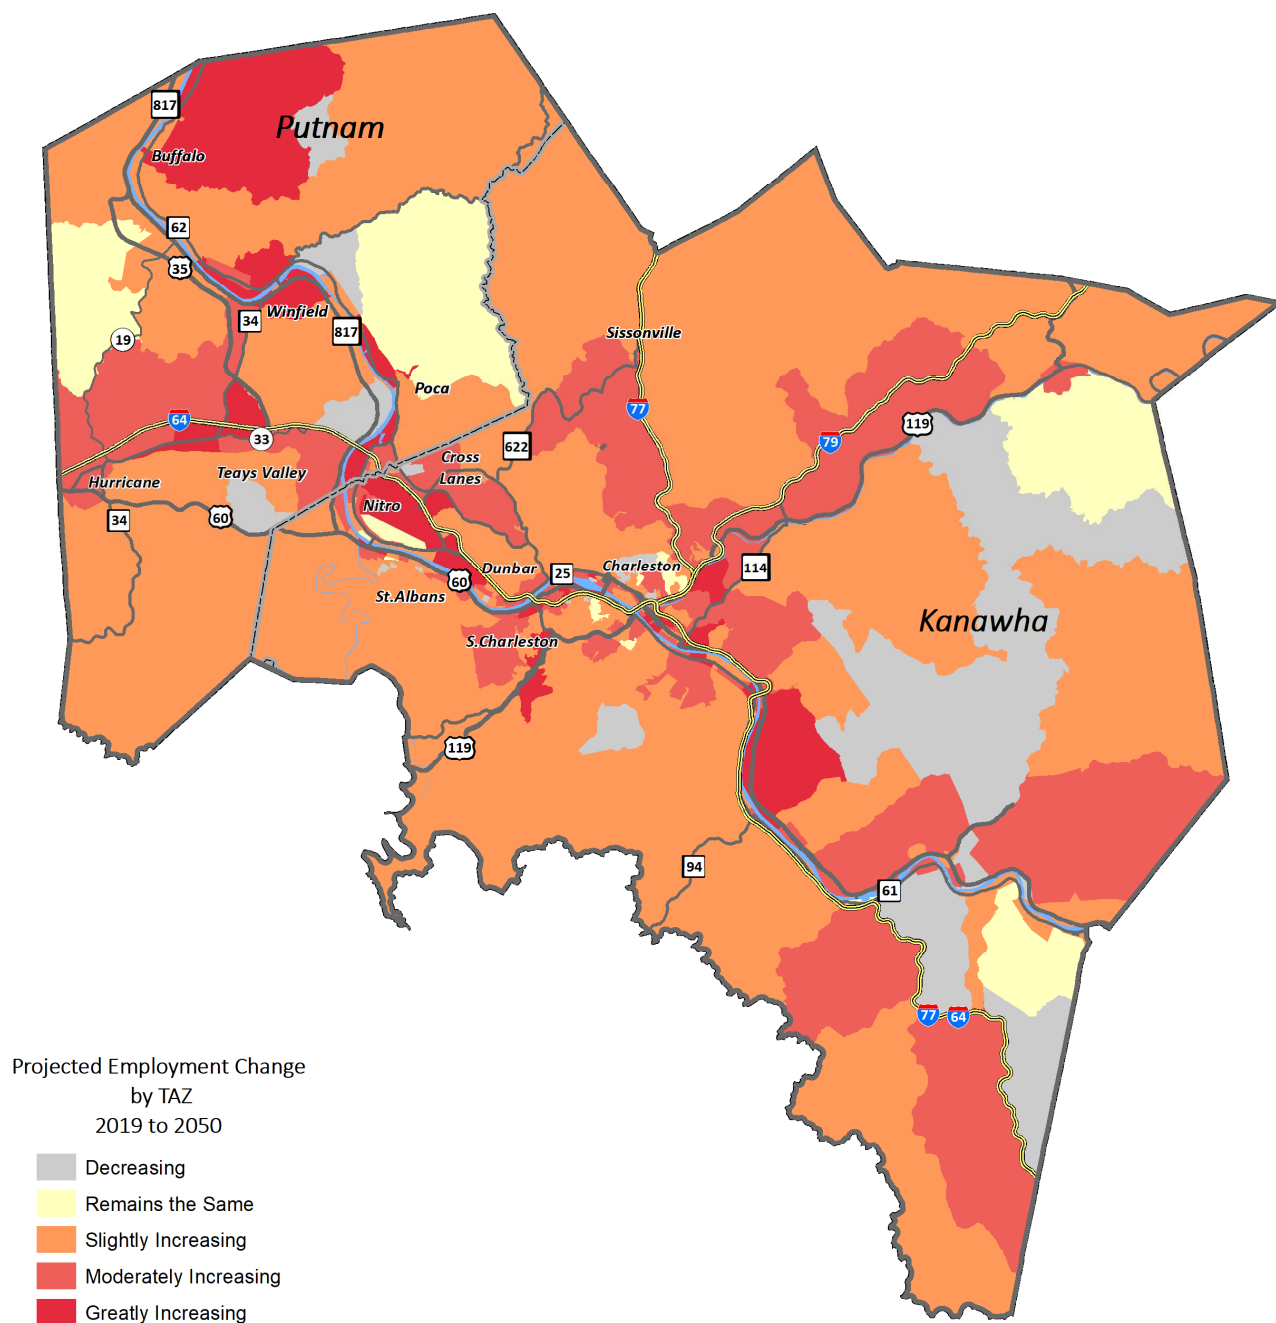 817
Putnam
Buffalo
62
35
Winfield
34
817
Sissonville
19
Poca
77
64
33
622
119
79
Cross
Lanes
Teays Valley
Hurricane
Nitro
34
60
Dunbar
25
Charleston
114
60
St.Albans
Kanawha
S.Charleston
119
94
61
77
64
Projected Employment Change
by TAZ
2019 to 2050
Decreasing
Remains the Same
Slightly Increasing
Moderately Increasing
Greatly Increasing